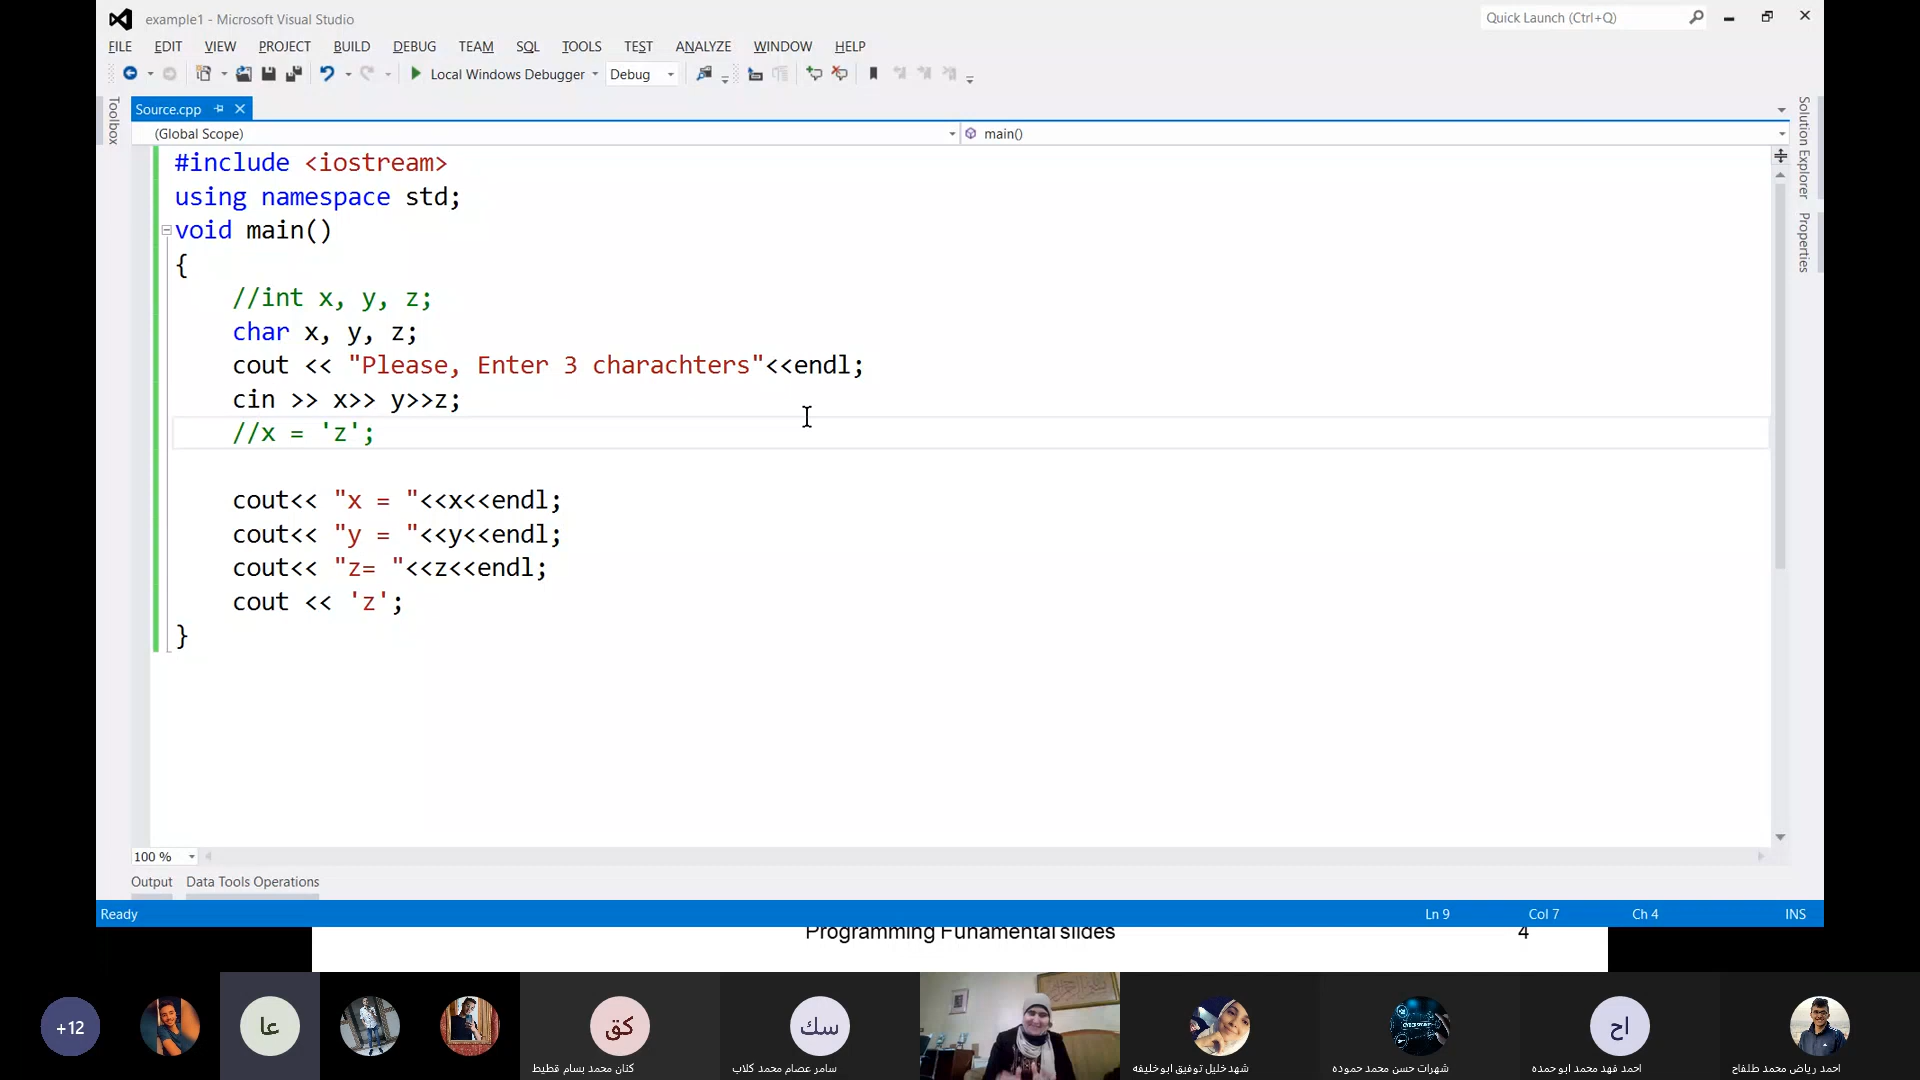 example1 - Microsoft Visual Studio
Quick Launch (Ctrl+Q)
FILE EDIT VIEW PROJECT BUILD DEBUG TEAM SQL TOOLS TEST ANALYZE WINDOW HELP
Local Windows Debugger Debug
Toolbox
Source.cpp
Solution Explorer
Properties
(Global Scope) main()
#include <iostream>
using namespace std;
void main()
{
//int x, y, z;
char x, y, z;
cout << "Please, Enter 3 charachters"<<endl;
cin >> x>> y>>z;
//x = 'z';
cout<< "x = "<<x<<endl;
cout<< "y = "<<y<<endl;
cout<< "z= "<<z<<endl;
cout << 'z';
}
100 %
Output Data Tools Operations
Ready Ln 9 Col 7 Ch 4 INS
Programming Funamental slides 4
+12
عا
كق
سك
اح
كنان محمد بسام قطيط
سامر عصام محمد كلاب
شهد خليل توفيق ابوخليفه
شهرات حسن محمد حموده
احمد فهد محمد ابو حمده
احمد رياض محمد طلفاح